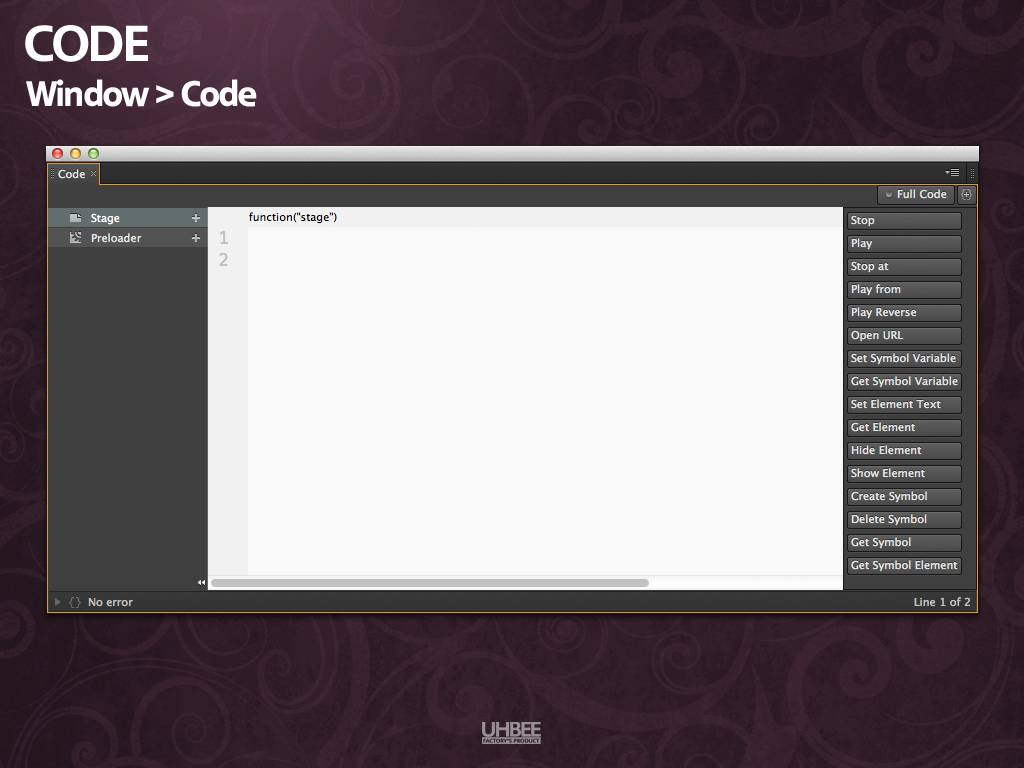 CODE
Window > Code
Code
Full Code
Stage
Preloader
function("stage")
1
2
Stop
Play
Stop at
Play from
Play Reverse
Open URL
Set Symbol Variable
Get Symbol Variable
Set Element Text
Get Element
Hide Element
Show Element
Create Symbol
Delete Symbol
Get Symbol
Get Symbol Element
{} No error
Line 1 of 2
UHBEE
FACTORY'S PRODUCT